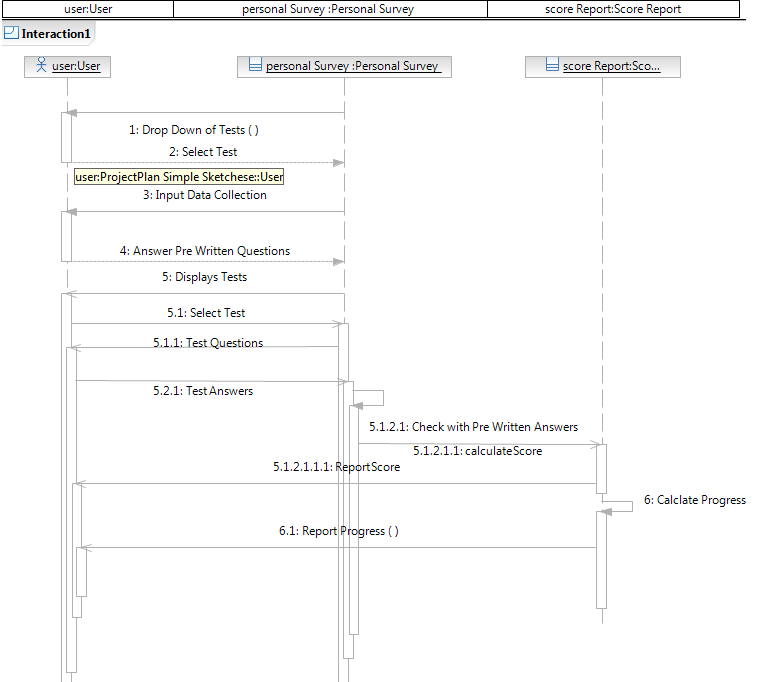 user:User
personal Survey :Personal Survey
score Report:Score Report
Interaction1
user:User
personal Survey :Personal Survey
score Report:Sco...
1: Drop Down of Tests ( )
2: Select Test
user:ProjectPlan Simple Sketchese::User
3: Input Data Collection
4: Answer Pre Written Questions
5: Displays Tests
5.1: Select Test
5.1.1: Test Questions
5.2.1: Test Answers
5.1.2.1: Check with Pre Written Answers
5.1.2.1.1: calculateScore
5.1.2.1.1.1: ReportScore
6: Calclate Progress
6.1: Report Progress ( )